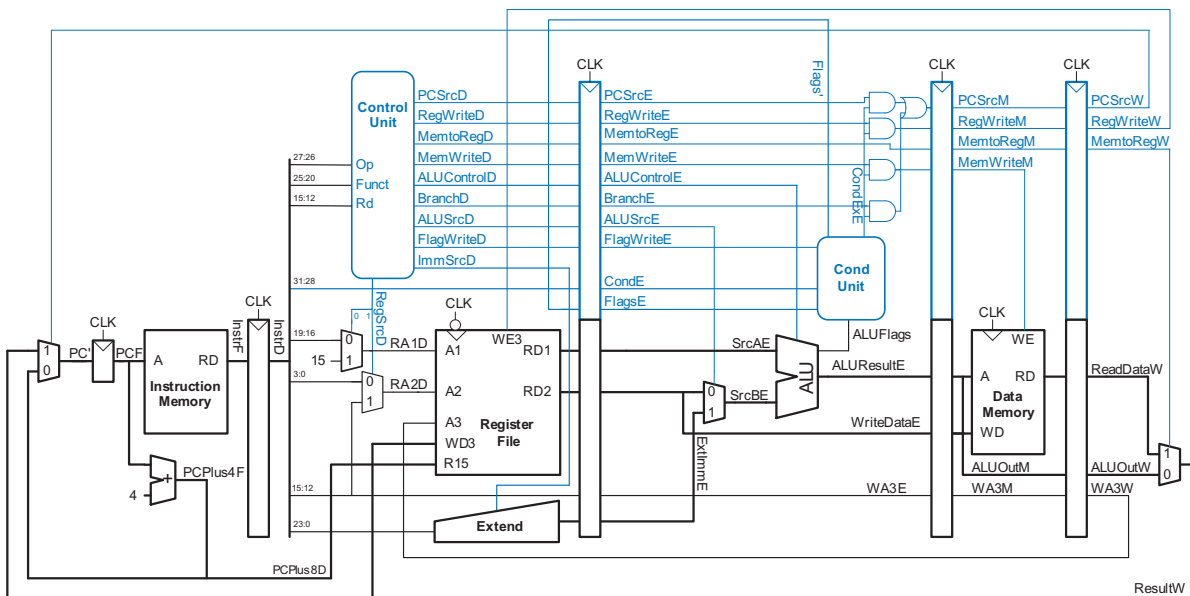 CLK
CLK
CLK
Flags'
Control
Unit
PCSrcD
PCSrcE
PCSrcM
PCSrcW
RegWriteD
RegWriteE
RegWriteM
RegWriteW
MemtoRegD
MemtoRegE
MemtoRegM
MemtoRegW
27:26
Op
MemWriteD
MemWriteE
MemWriteM
25:20
Funct
ALUControlD
ALUControlE
15:12
Rd
BranchD
BranchE
CondExE
ALUSrcD
ALUSrcE
FlagWriteD
FlagWriteE
ImmSrcD
Cond
Unit
31:28
CondE
FlagsE
RegSrcD
CLK
CLK
CLK
CLK
0 1
19:16
0
1
15
RA1D
A1
WE3
RD1
SrcAE
ALUFlags
WE
1
0
PC'
PCF
A
RD
Instruction
Memory
InstrF
InstrD
3:0
0
1
RA2D
A2
RD2
0
1
SrcBE
ALU
ALUResultE
A
RD
Data
Memory
ReadDataW
A3
Register
File
WD3
R15
WriteDataE
WD
ExtImmE
1
0
PCPlus4F
+
4
ALUOutM
ALUOutW
15:12
WA3E
WA3M
WA3W
23:0
Extend
PCPlus8D
ResultW